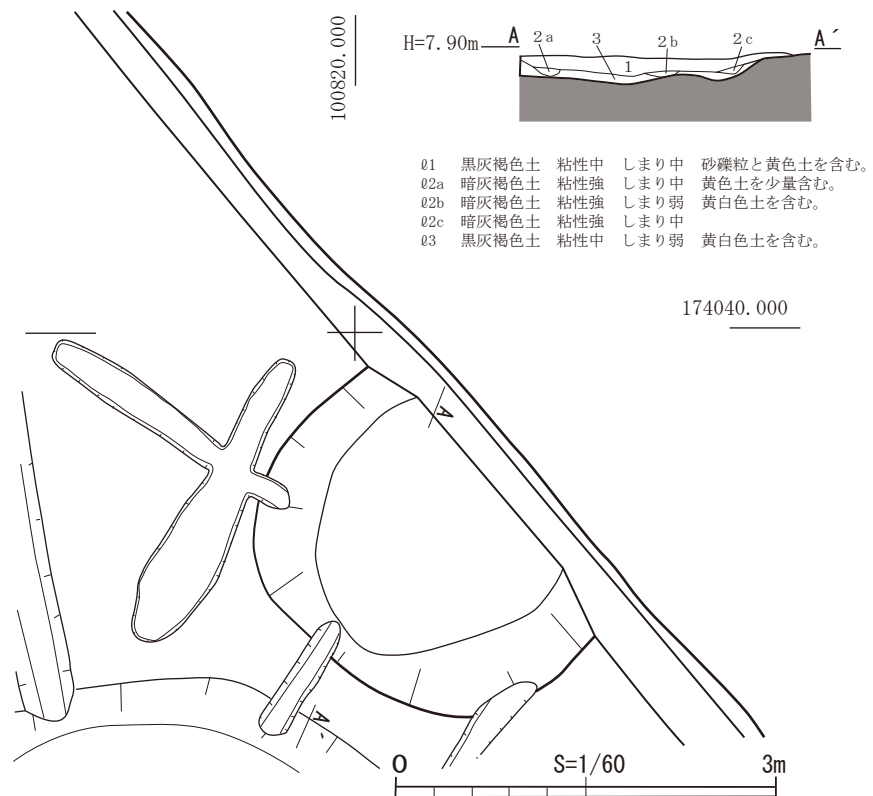 100820.000
H=7.90m
A
2a
3
2b
2c
A´
1
ℓ1 黒灰褐色土 粘性中 しまり中 砂礫粒と黄色土を含む。
ℓ2a 暗灰褐色土 粘性強 しまり中 黄色土を少量含む。
ℓ2b 暗灰褐色土 粘性強 しまり弱 黄白色土を含む。
ℓ2c 暗灰褐色土 粘性強 しまり中
ℓ3 黒灰褐色土 粘性中 しまり弱 黄白色土を含む。
174040.000
A
A´
0 S=1/60 3m